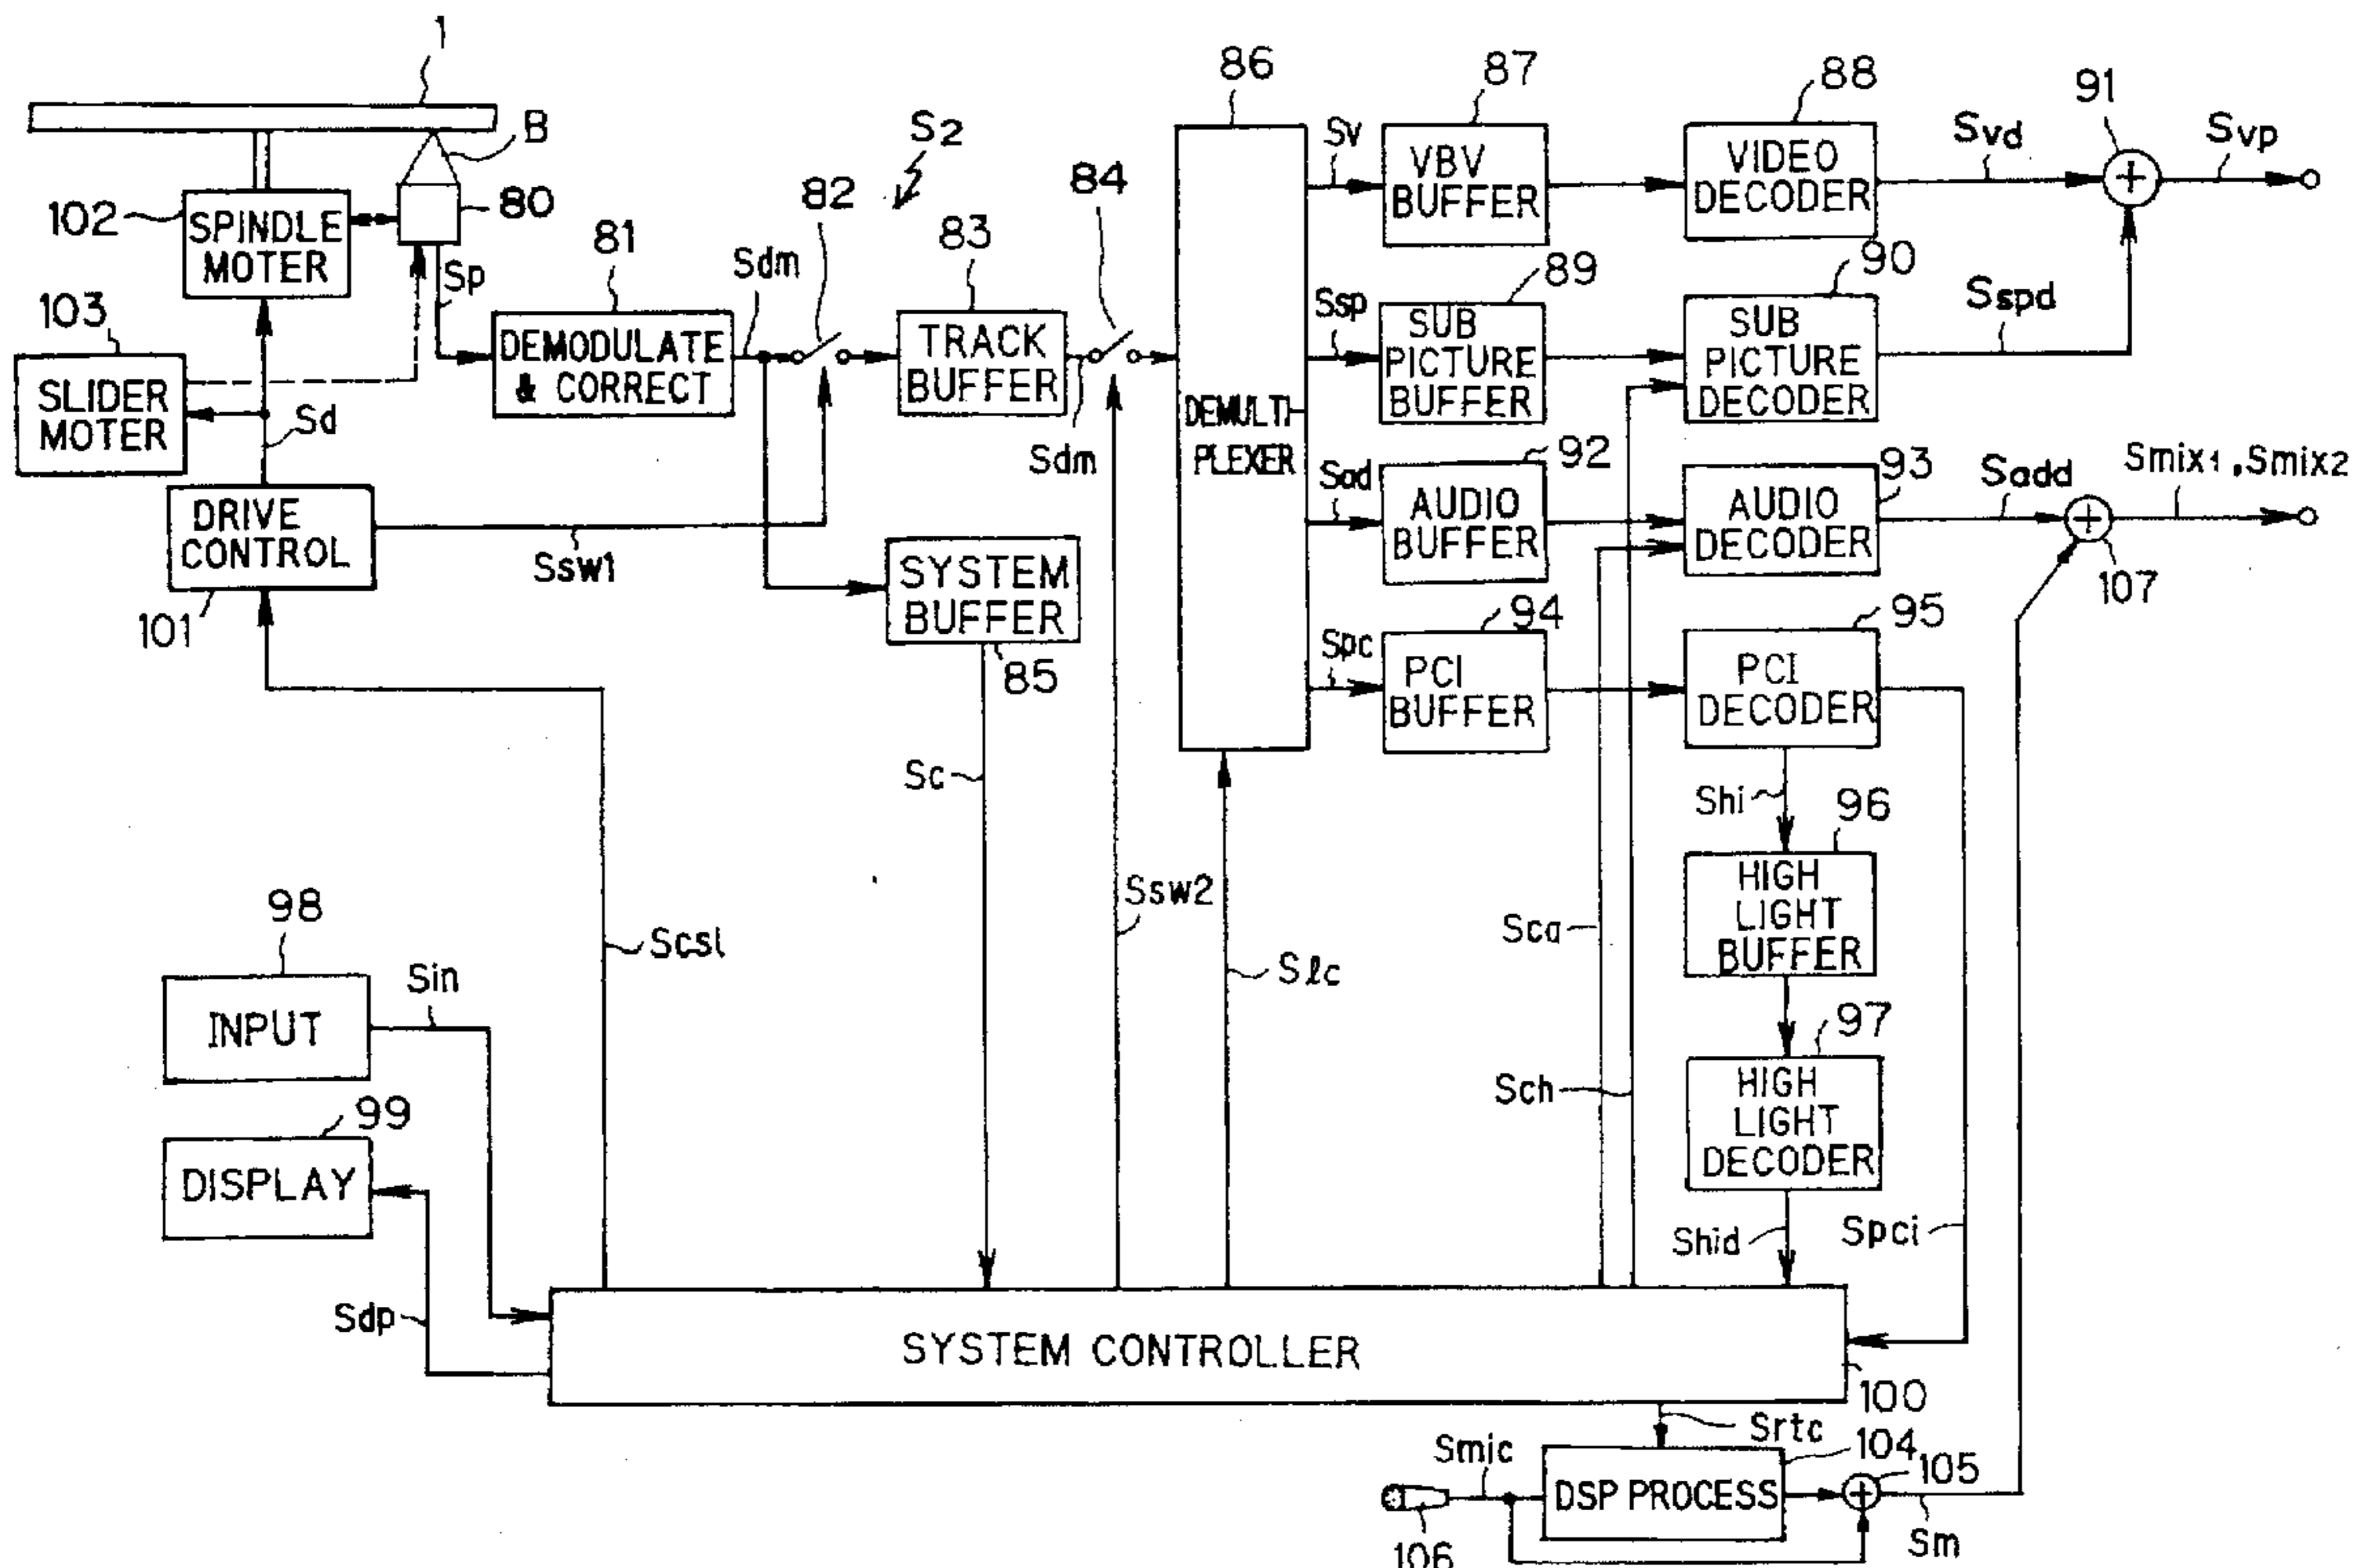 1
B
S2
102
SPINDLE
MOTER
80
Sp
103
SLIDER
MOTER
Sd
DRIVE
CONTROL
101
Ssw1
81
DEMODULATE
& CORRECT
Sdm
82
83
TRACK
BUFFER
84
Sdm
SYSTEM
BUFFER
85
Sc
86
DEMULTI-
PLEXER
Sv
87
VBV
BUFFER
88
VIDEO
DECODER
Svd
91
+
Svp
Ssp
89
SUB
PICTURE
BUFFER
90
SUB
PICTURE
DECODER
Sspd
Sad
92
AUDIO
BUFFER
93
AUDIO
DECODER
Sadd
+
107
Smix1,Smix2
Spc
94
PCI
BUFFER
95
PCI
DECODER
Shi
96
HIGH
LIGHT
BUFFER
97
HIGH
LIGHT
DECODER
Shid
Spci
98
INPUT
Sin
99
DISPLAY
Sdp
Scsl
Ssw2
Slc
Sca
Sch
SYSTEM CONTROLLER
100
Srtc
Smic
106
DSP PROCESS
104
+
105
Sm